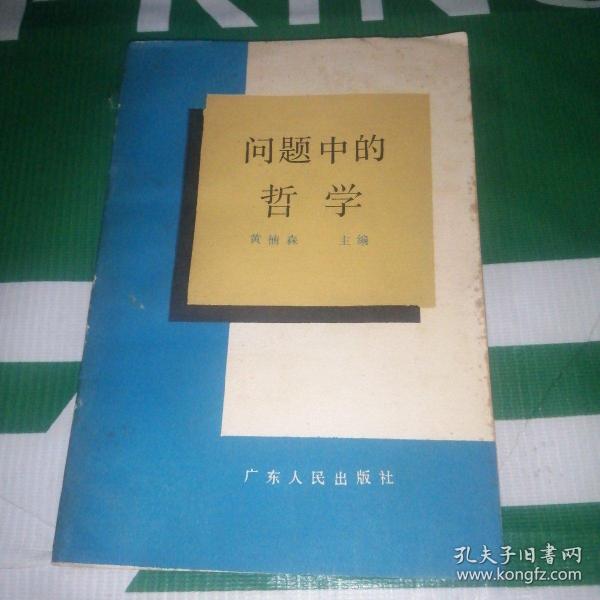 问题中的
哲学
黄楠森 主编
广东人民出版社
孔夫子旧书网
www.kongfz.com